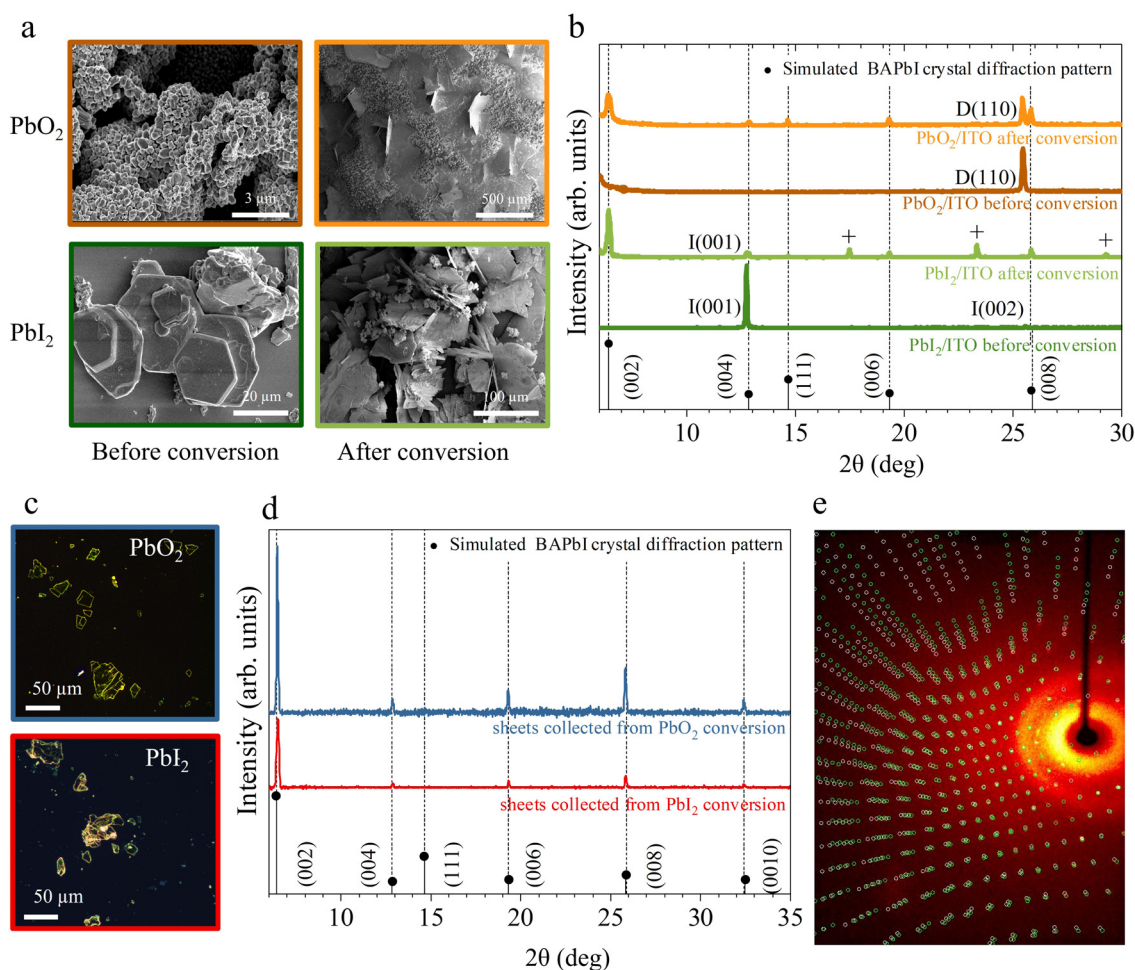 a
PbO₂
3 µm
500 µm
PbI₂
20 µm
100 µm
Before conversion
After conversion
b
Simulated BAPbI crystal diffraction pattern
D(110)
PbO₂/ITO after conversion
D(110)
PbO₂/ITO before conversion
I(001)
+
+
+
PbI₂/ITO after conversion
I(001)
I(002)
PbI₂/ITO before conversion
(002)
(004)
(111)
(006)
(008)
10
15
20
25
30
2θ (deg)
Intensity (arb. units)
c
PbO₂
50 µm
PbI₂
50 µm
d
Simulated BAPbI crystal diffraction pattern
sheets collected from PbO₂ conversion
sheets collected from PbI₂ conversion
(002)
(004)
(111)
(006)
(008)
(0010)
10
15
20
25
30
35
2θ (deg)
Intensity (arb. units)
e